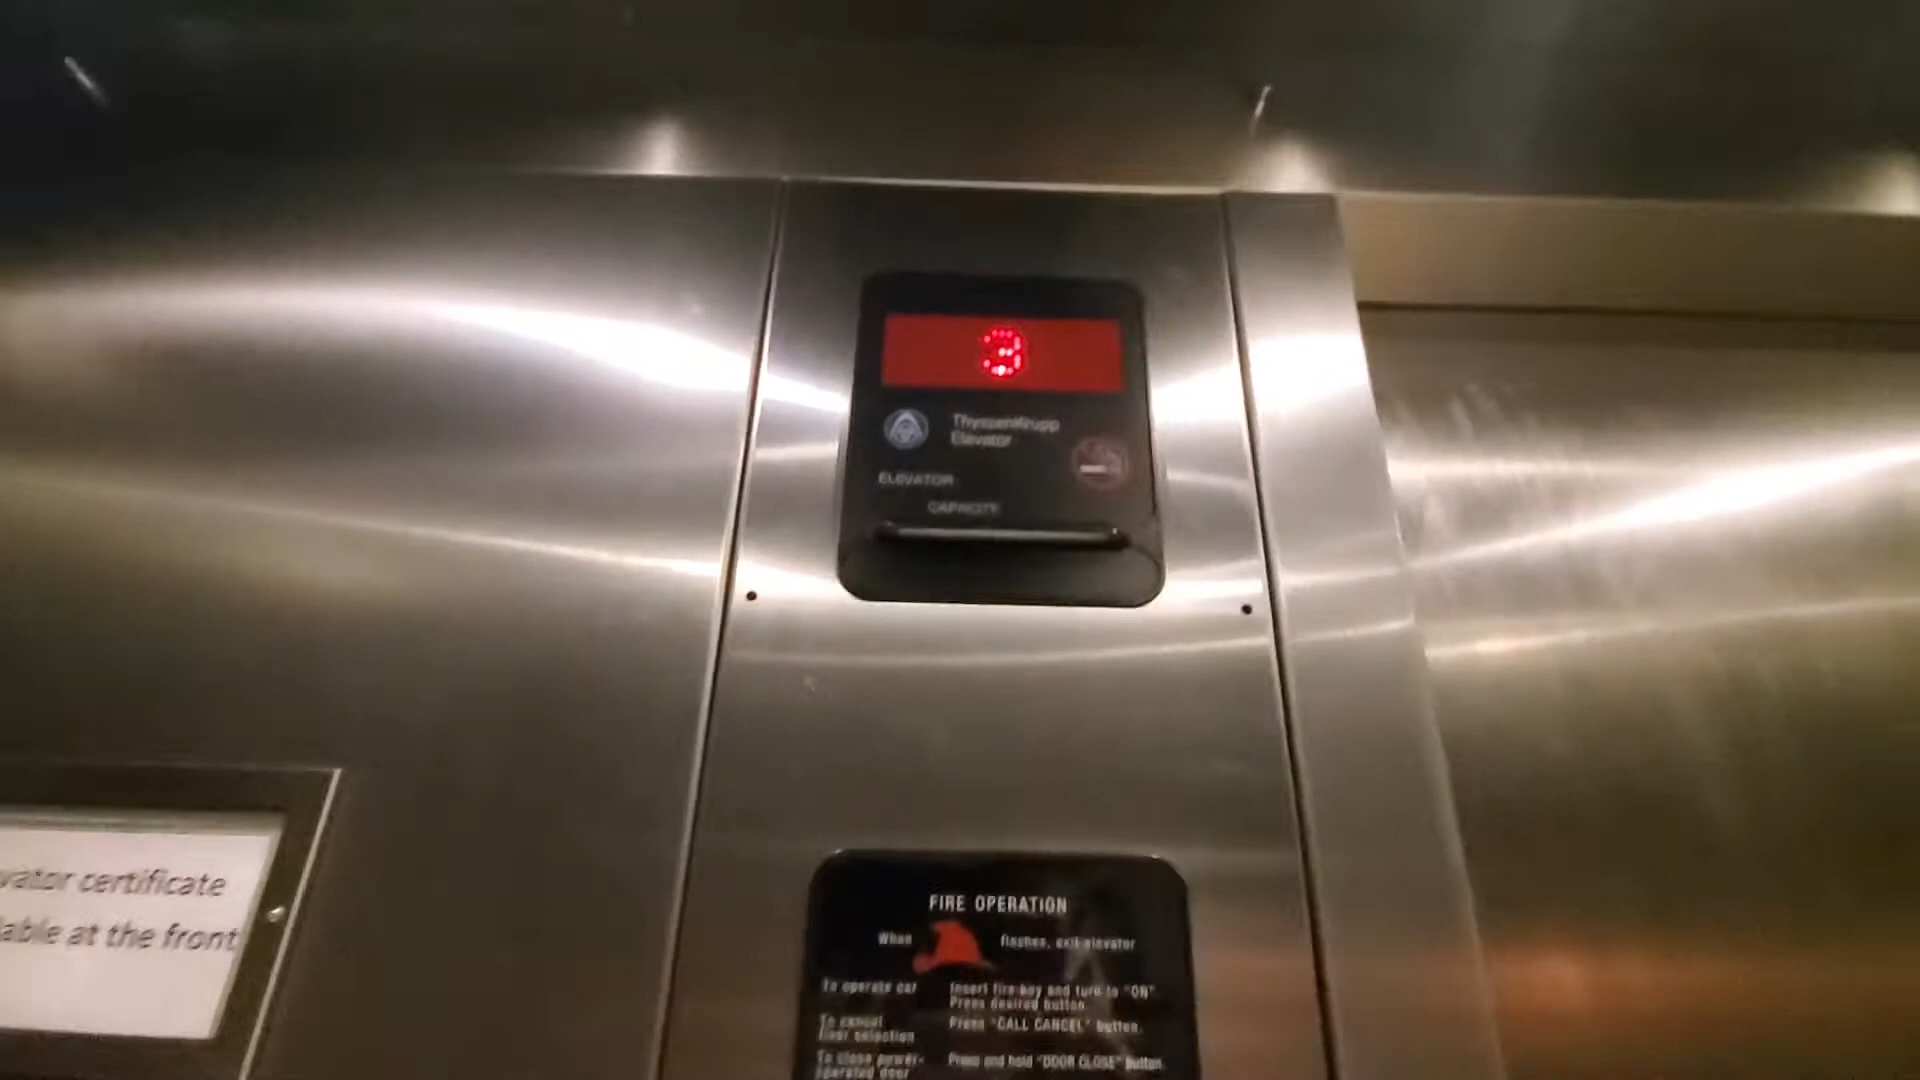 3
ThyssenKrupp
Elevator
ELEVATOR
CAPACITY
vator certificate
lable at the front
FIRE OPERATION
When flashes, exit elevator
To operate car Insert fire key and turn to "ON"
Press desired button.
To cancel Press "CALL CANCEL" button.
floor selection
To close power- Press and hold "DOOR CLOSE" button.
operated door